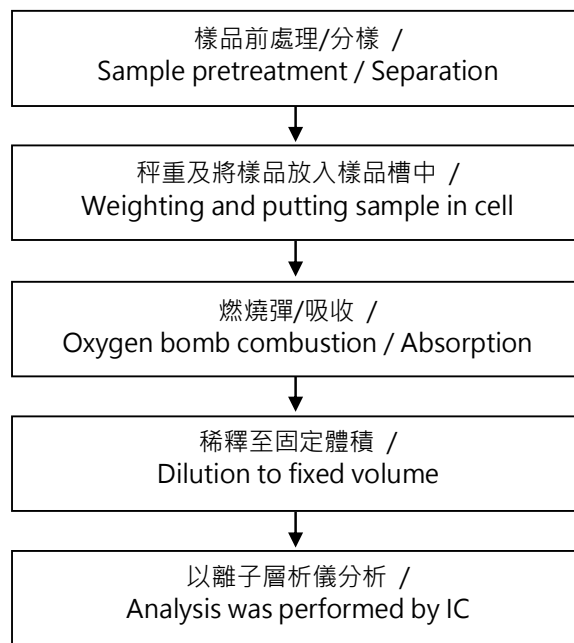 樣品前處理/分樣 /
Sample pretreatment / Separation
秤重及將樣品放入樣品槽中 /
Weighting and putting sample in cell
燃燒彈/吸收 /
Oxygen bomb combustion / Absorption
稀釋至固定體積 /
Dilution to fixed volume
以離子層析儀分析 /
Analysis was performed by IC